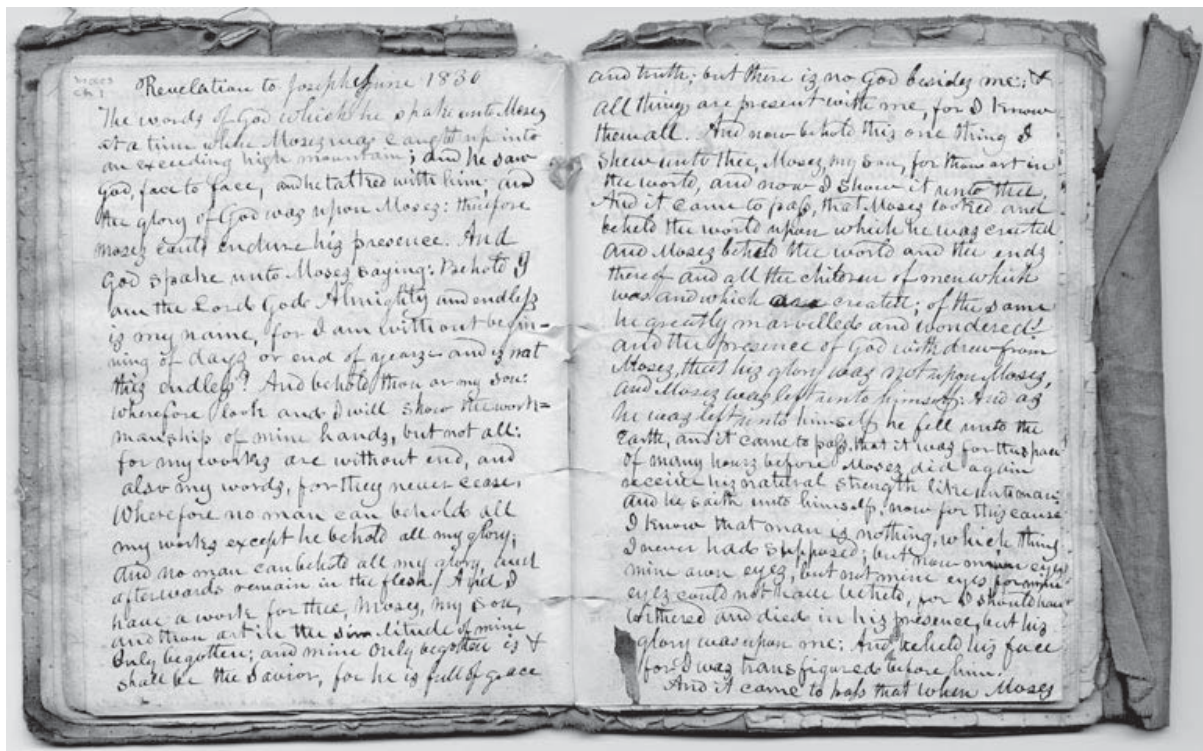 Moses
Ch 1
Revelation to Joseph June 1830
The words of God which he spake unto Moses
at a time when Moses was caught up into
an exceeding high mountain; and he saw
God, face to face, and he talked with him; and
the glory of God was upon Moses: therefore
moses could endure his presence. And
God spake unto Moses saying: Behold I
am the Lord God Almighty and endless
is my name, for I am without begin=
ning of days or end of years and is not
this endless? And behold thou ar my son:
wherefore look and I will show the work=
manship of mine hands, but not all:
for my works are without end, and
also my words, for they never cease,
Wherefore no man can behold all
my works except he behold all my glory;
and no man can behold all my glory, and
afterwards remain in the flesh. And I
have a work for thee, Moses, my son,
and thou art in the similitude of mine
Only begotten; and mine Only begotten is &
shall be the Savior, for he is full of grace
and truth; but there is no God besides me; &
all things are present with me, for I know
them all. And now behold this one thing I
shew unto thee, Moses, my son, for thou art in
the world, and now I shew it unto thee,
And it came to pass, that Moses looked and
beheld the world upon which he was created
and Moses beheld the world and the ends
thereof and all the children of men which
was and which are created; of the same
he greatly marvelled and wondered!
and the presence of God withdrew from
Moses, that his glory was not upon Moses,
and Moses was left unto himself: And as
he was left unto himself he fell unto the
Earth, and it came to pass, that it was for the space
of many hours before Moses did again
receive his natural strength like unto man:
and he saith unto himself, now for this cause
I know that man is nothing, which thing
I never had supposed; but now eyes
mine own eyes, but not mine eyes for mine
eyes could not have beheld, for I should have
withered and died in his presence, but his
glory was upon me: And beheld his face
for I was transfigured before him.
And it came to pass that when Moses